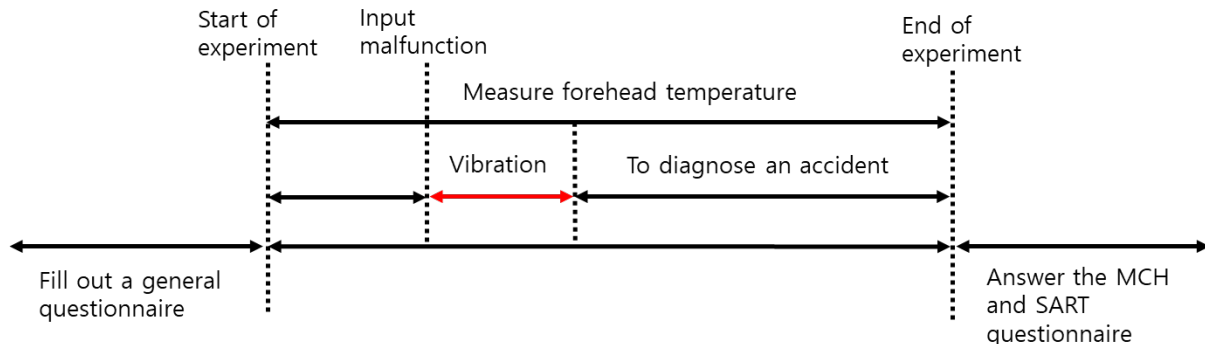 Start of
experiment
Input
malfunction
End of
experiment
Measure forehead temperature
Vibration
To diagnose an accident
Fill out a general
questionnaire
Answer the MCH
and SART
questionnaire